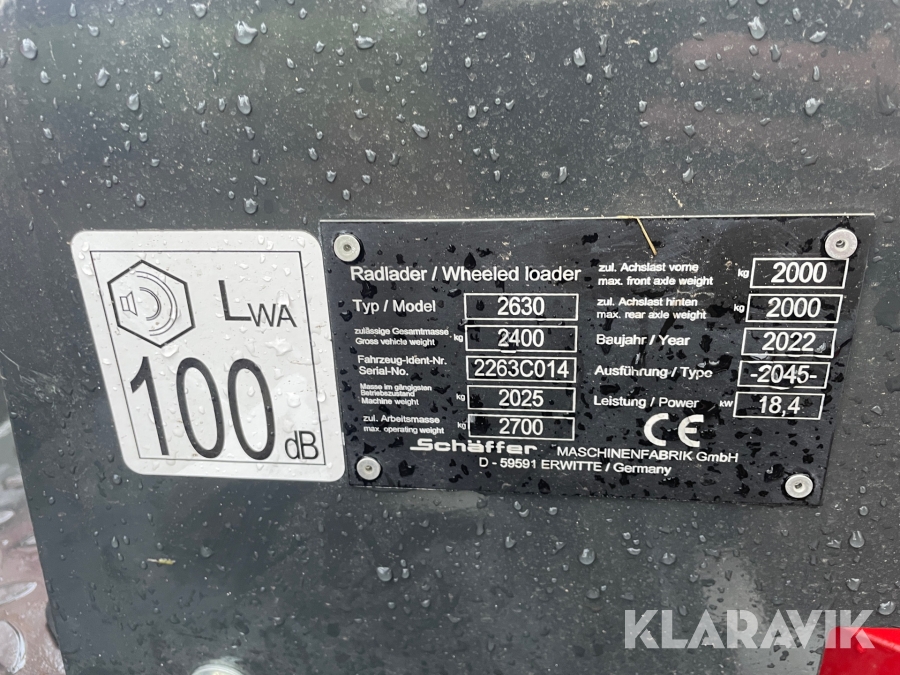 LWA
100 dB
Radlader / Wheeled loader
Typ / Model 2630
zulässige Gesamtmasse
Gross vehicle weight kg 2400
Fahrzeug-Ident-Nr.
Serial-No. 2263C014
Masse im gängigsten
Betriebszustand
Machine weight kg 2025
zul. Arbeitsmasse
max. operating weight kg 2700
zul. Achslast vorne
max. front axle weight kg 2000
zul. Achslast hinten
max. rear axle weight kg 2000
Baujahr / Year 2022
Ausführung / Type -2045-
Leistung / Power kW 18,4
CE
Schäffer MASCHINENFABRIK GmbH
D - 59591 ERWITTE / Germany
KLARAVIK